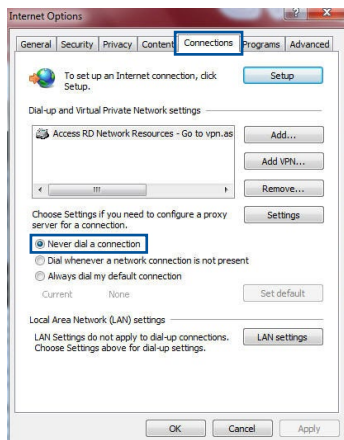 Internet Options
General Security Privacy Content Connections Programs Advanced
To set up an Internet connection, click
Setup.
Setup
Dial-up and Virtual Private Network settings
Access RD Network Resources - Go to vpn.as
Add...
Add VPN...
Remove...
Choose Settings if you need to configure a proxy
server for a connection.
Settings
Never dial a connection
Dial whenever a network connection is not present
Always dial my default connection
Current None
Set default
Local Area Network (LAN) settings
LAN Settings do not apply to dial-up connections.
Choose Settings above for dial-up settings.
LAN settings
OK Cancel Apply